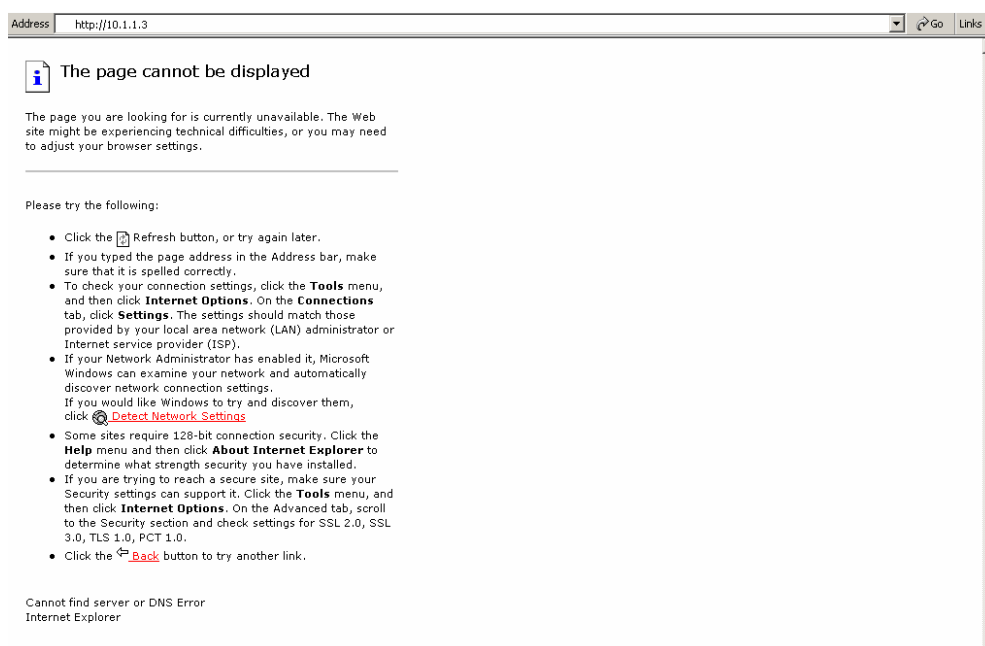 Address http://10.1.1.3 Go Links
The page cannot be displayed
The page you are looking for is currently unavailable. The Web
site might be experiencing technical difficulties, or you may need
to adjust your browser settings.
Please try the following:
• Click the Refresh button, or try again later.
• If you typed the page address in the Address bar, make
sure that it is spelled correctly.
• To check your connection settings, click the Tools menu,
and then click Internet Options. On the Connections
tab, click Settings. The settings should match those
provided by your local area network (LAN) administrator or
Internet service provider (ISP).
• If your Network Administrator has enabled it, Microsoft
Windows can examine your network and automatically
discover network connection settings.
If you would like Windows to try and discover them,
click Detect Network Settings
• Some sites require 128-bit connection security. Click the
Help menu and then click About Internet Explorer to
determine what strength security you have installed.
• If you are trying to reach a secure site, make sure your
Security settings can support it. Click the Tools menu, and
then click Internet Options. On the Advanced tab, scroll
to the Security section and check settings for SSL 2.0, SSL
3.0, TLS 1.0, PCT 1.0.
• Click the Back button to try another link.
Cannot find server or DNS Error
Internet Explorer